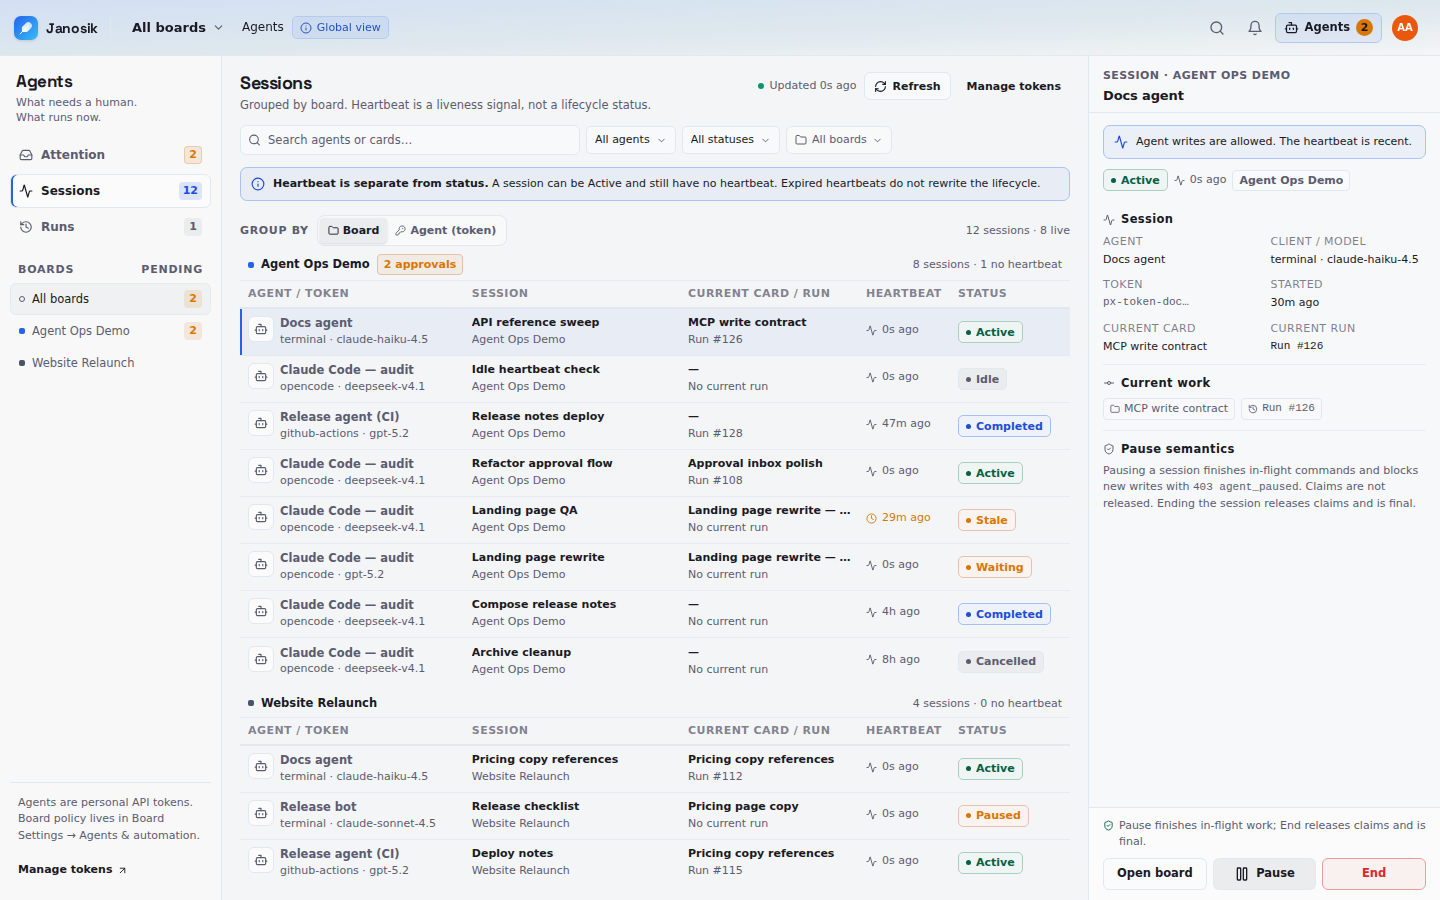 Janosik
All boards
Agents
Global view
Agents 2
AA
Agents
What needs a human.
What runs now.
Attention 2
Sessions 12
Runs 1
BOARDS PENDING
All boards 2
Agent Ops Demo 2
Website Relaunch
Agents are personal API tokens.
Board policy lives in Board
Settings → Agents & automation.
Manage tokens
Sessions
Grouped by board. Heartbeat is a liveness signal, not a lifecycle status.
Updated 0s ago
Refresh
Manage tokens
Search agents or cards...
All agents
All statuses
All boards
Heartbeat is separate from status. A session can be Active and still have no heartbeat. Expired heartbeats do not rewrite the lifecycle.
GROUP BY Board Agent (token) 12 sessions · 8 live
Agent Ops Demo 2 approvals 8 sessions · 1 no heartbeat
AGENT / TOKEN SESSION CURRENT CARD / RUN HEARTBEAT STATUS
Docs agent API reference sweep MCP write contract 0s ago Active
terminal · claude-haiku-4.5 Agent Ops Demo Run #126
Claude Code — audit Idle heartbeat check — 0s ago Idle
opencode · deepseek-v4.1 Agent Ops Demo No current run
Release agent (CI) Release notes deploy — 47m ago Completed
github-actions · gpt-5.2 Agent Ops Demo Run #128
Claude Code — audit Refactor approval flow Approval inbox polish 0s ago Active
opencode · deepseek-v4.1 Agent Ops Demo Run #108
Claude Code — audit Landing page QA Landing page rewrite — … 29m ago Stale
opencode · deepseek-v4.1 Agent Ops Demo No current run
Claude Code — audit Landing page rewrite Landing page rewrite — … 0s ago Waiting
opencode · gpt-5.2 Agent Ops Demo No current run
Claude Code — audit Compose release notes — 4h ago Completed
opencode · deepseek-v4.1 Agent Ops Demo No current run
Claude Code — audit Archive cleanup — 8h ago Cancelled
opencode · deepseek-v4.1 Agent Ops Demo No current run
Website Relaunch 4 sessions · 0 no heartbeat
AGENT / TOKEN SESSION CURRENT CARD / RUN HEARTBEAT STATUS
Docs agent Pricing copy references Pricing copy references 0s ago Active
terminal · claude-haiku-4.5 Website Relaunch Run #112
Release bot Release checklist Pricing page copy 0s ago Paused
terminal · claude-sonnet-4.5 Website Relaunch No current run
Release agent (CI) Deploy notes Pricing copy references 0s ago Active
github-actions · gpt-5.2 Website Relaunch Run #115
SESSION · AGENT OPS DEMO
Docs agent
Agent writes are allowed. The heartbeat is recent.
Active 0s ago Agent Ops Demo
Session
AGENT CLIENT / MODEL
Docs agent terminal · claude-haiku-4.5
TOKEN STARTED
px-token-doc… 30m ago
CURRENT CARD CURRENT RUN
MCP write contract Run #126
Current work
MCP write contract Run #126
Pause semantics
Pausing a session finishes in-flight commands and blocks
new writes with 403 agent_paused. Claims are not
released. Ending the session releases claims and is final.
Pause finishes in-flight work; End releases claims and is
final.
Open board Pause End